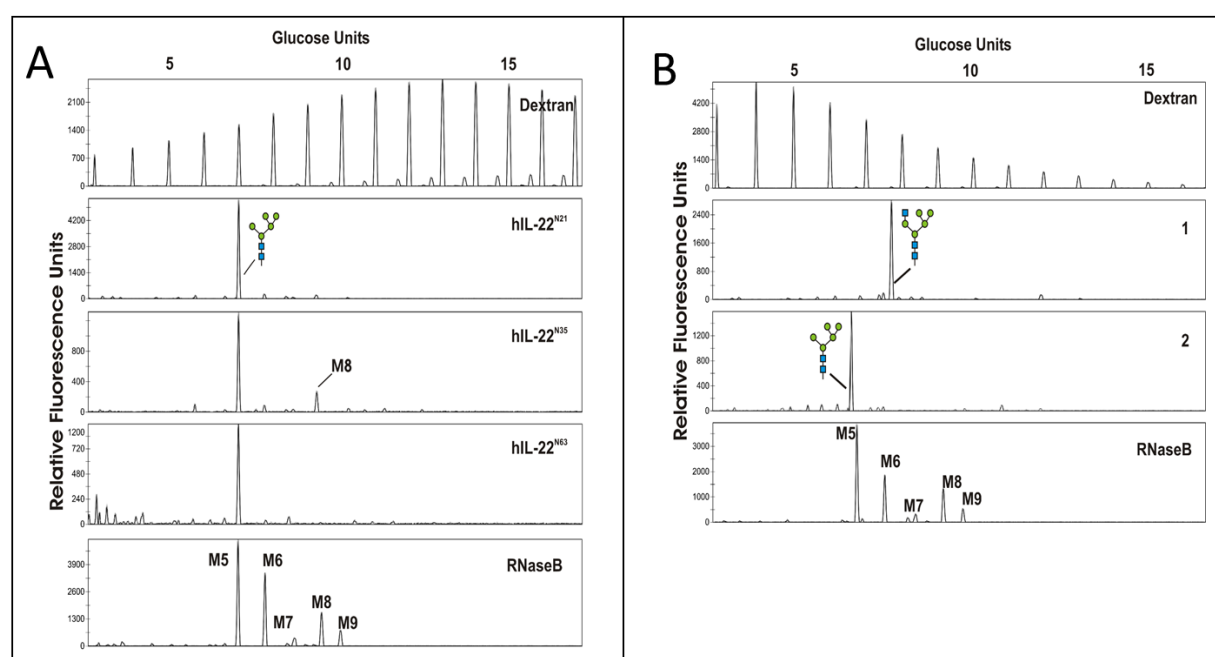 A
Glucose Units
5 10 15
Relative Fluorescence Units
2100
1400
700
0
Dextran
4200
2800
1400
0
hIL-22N21
800
400
0
hIL-22N35
M8
1200
720
480
240
0
hIL-22N63
3900
2600
1300
0
RNaseB
M5
M6
M7
M8
M9
B
Glucose Units
5 10 15
Relative Fluorescence Units
4200
2800
1400
0
Dextran
2400
1600
800
0
1
1200
800
400
0
2
3000
2000
1000
0
RNaseB
M5
M6
M7
M8
M9